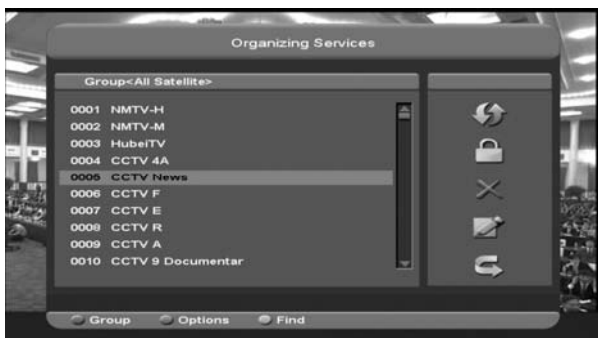 Organizing Services
Group<All Satellite>
0001 NMTV-H
0002 NMTV-M
0003 HubeiTV
0004 CCTV 4A
0005 CCTV News
0006 CCTV F
0007 CCTV E
0008 CCTV R
0009 CCTV A
0010 CCTV 9 Documentar
Group Options Find